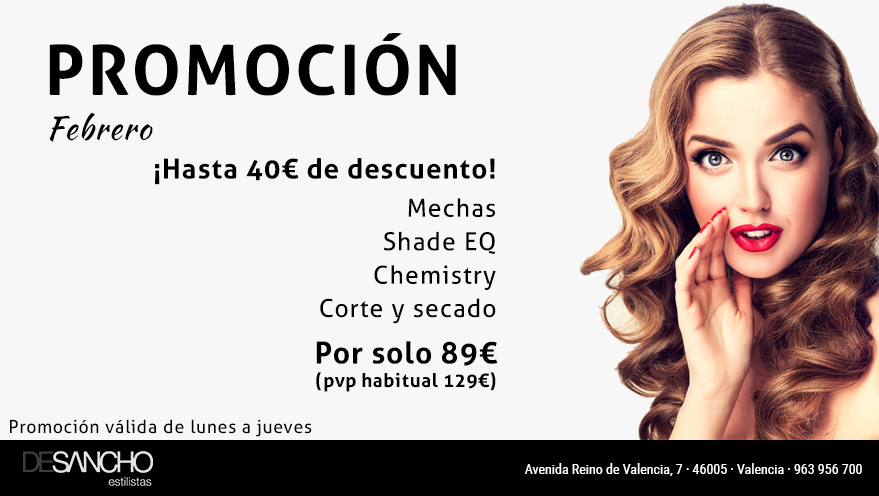 PROMOCIÓN
Febrero
¡Hasta 40€ de descuento!
Mechas
Shade EQ
Chemistry
Corte y secado
Por solo 89€
(pvp habitual 129€)
Promoción válida de lunes a jueves
DESANCHO
estilistas
Avenida Reino de Valencia, 7 · 46005 · Valencia · 963 956 700